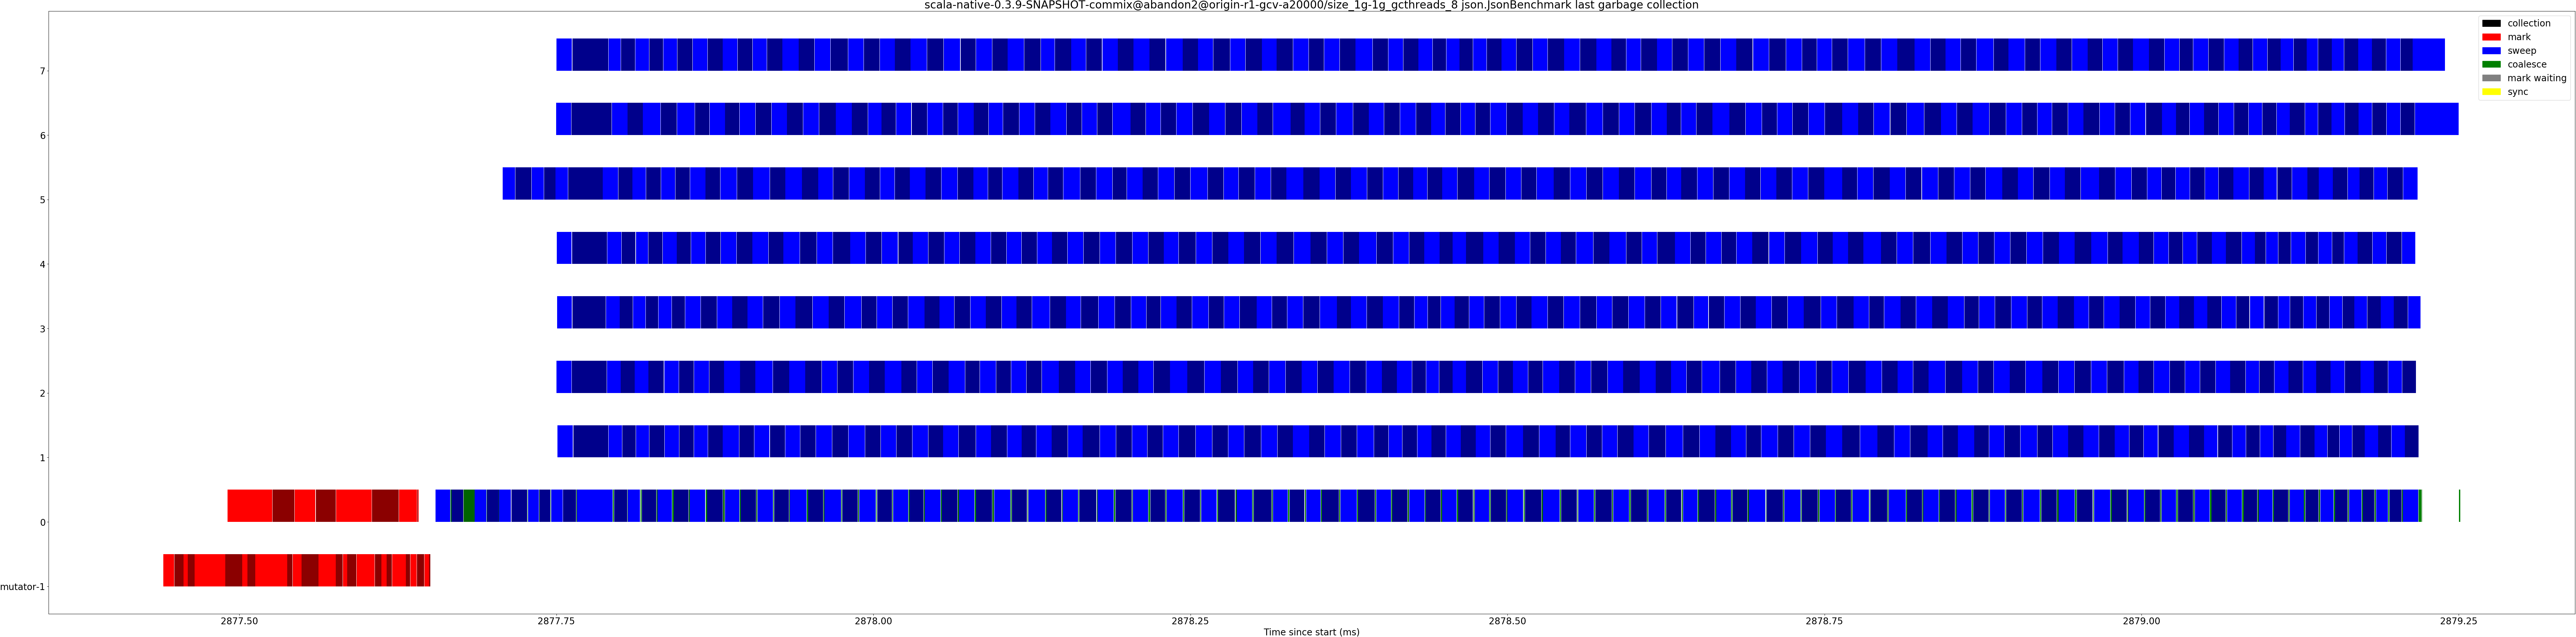 scala-native-0.3.9-SNAPSHOT-commix@abandon2@origin-r1-gcv-a20000/size_1g-1g_gcthreads_8 json.JsonBenchmark last garbage collection
collection
mark
sweep
coalesce
mark waiting
sync
7
6
5
4
3
2
1
0
mutator-1
2877.50 2877.75 2878.00 2878.25 2878.50 2878.75 2879.00 2879.25
Time since start (ms)